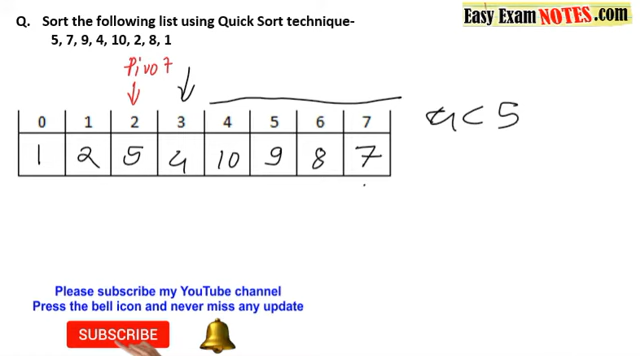 Easy Exam NOTES.com
Q. Sort the following list using Quick Sort technique-
5, 7, 9, 4, 10, 2, 8, 1
Pivot
4 < 5
0 1 2 3 4 5 6 7
1 2 5 4 10 9 8 7
Please subscribe my YouTube channel
Press the bell icon and never miss any update
SUBSCRIBE